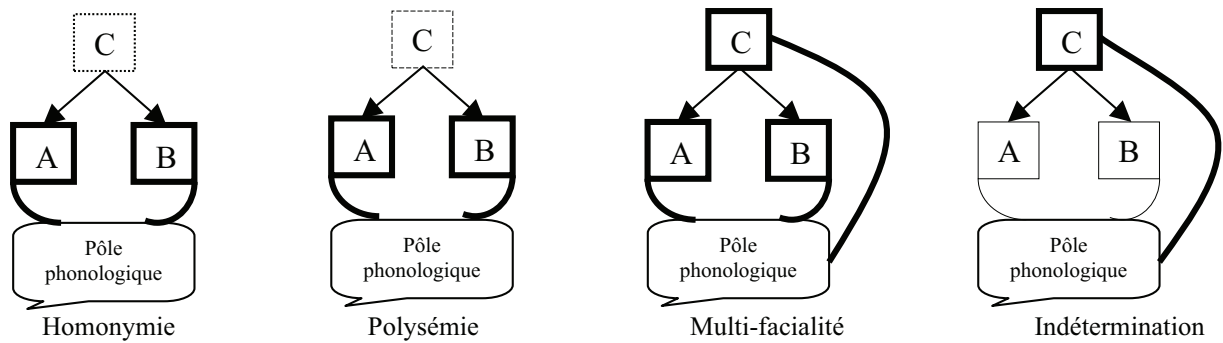 C
A
B
Pôle
phonologique
Homonymie
C
A
B
Pôle
phonologique
Polysémie
C
A
B
Pôle
phonologique
Multi-facialité
C
A
B
Pôle
phonologique
Indétermination